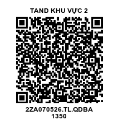 TAND KHU VỰC 2
2ZA070526.TL.QDBA
1350